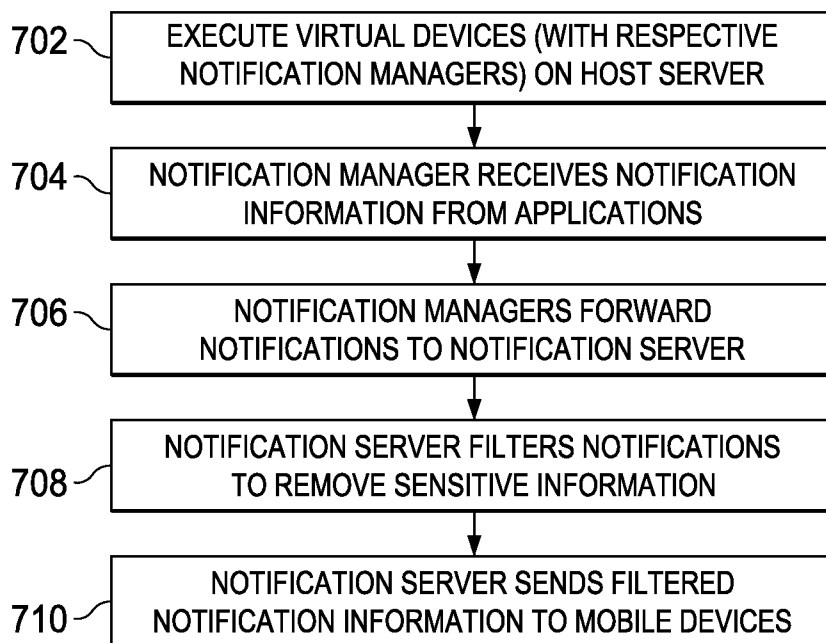 702
EXECUTE VIRTUAL DEVICES (WITH RESPECTIVE
NOTIFICATION MANAGERS) ON HOST SERVER
704
NOTIFICATION MANAGER RECEIVES NOTIFICATION
INFORMATION FROM APPLICATIONS
706
NOTIFICATION MANAGERS FORWARD
NOTIFICATIONS TO NOTIFICATION SERVER
708
NOTIFICATION SERVER FILTERS NOTIFICATIONS
TO REMOVE SENSITIVE INFORMATION
710
NOTIFICATION SERVER SENDS FILTERED
NOTIFICATION INFORMATION TO MOBILE DEVICES